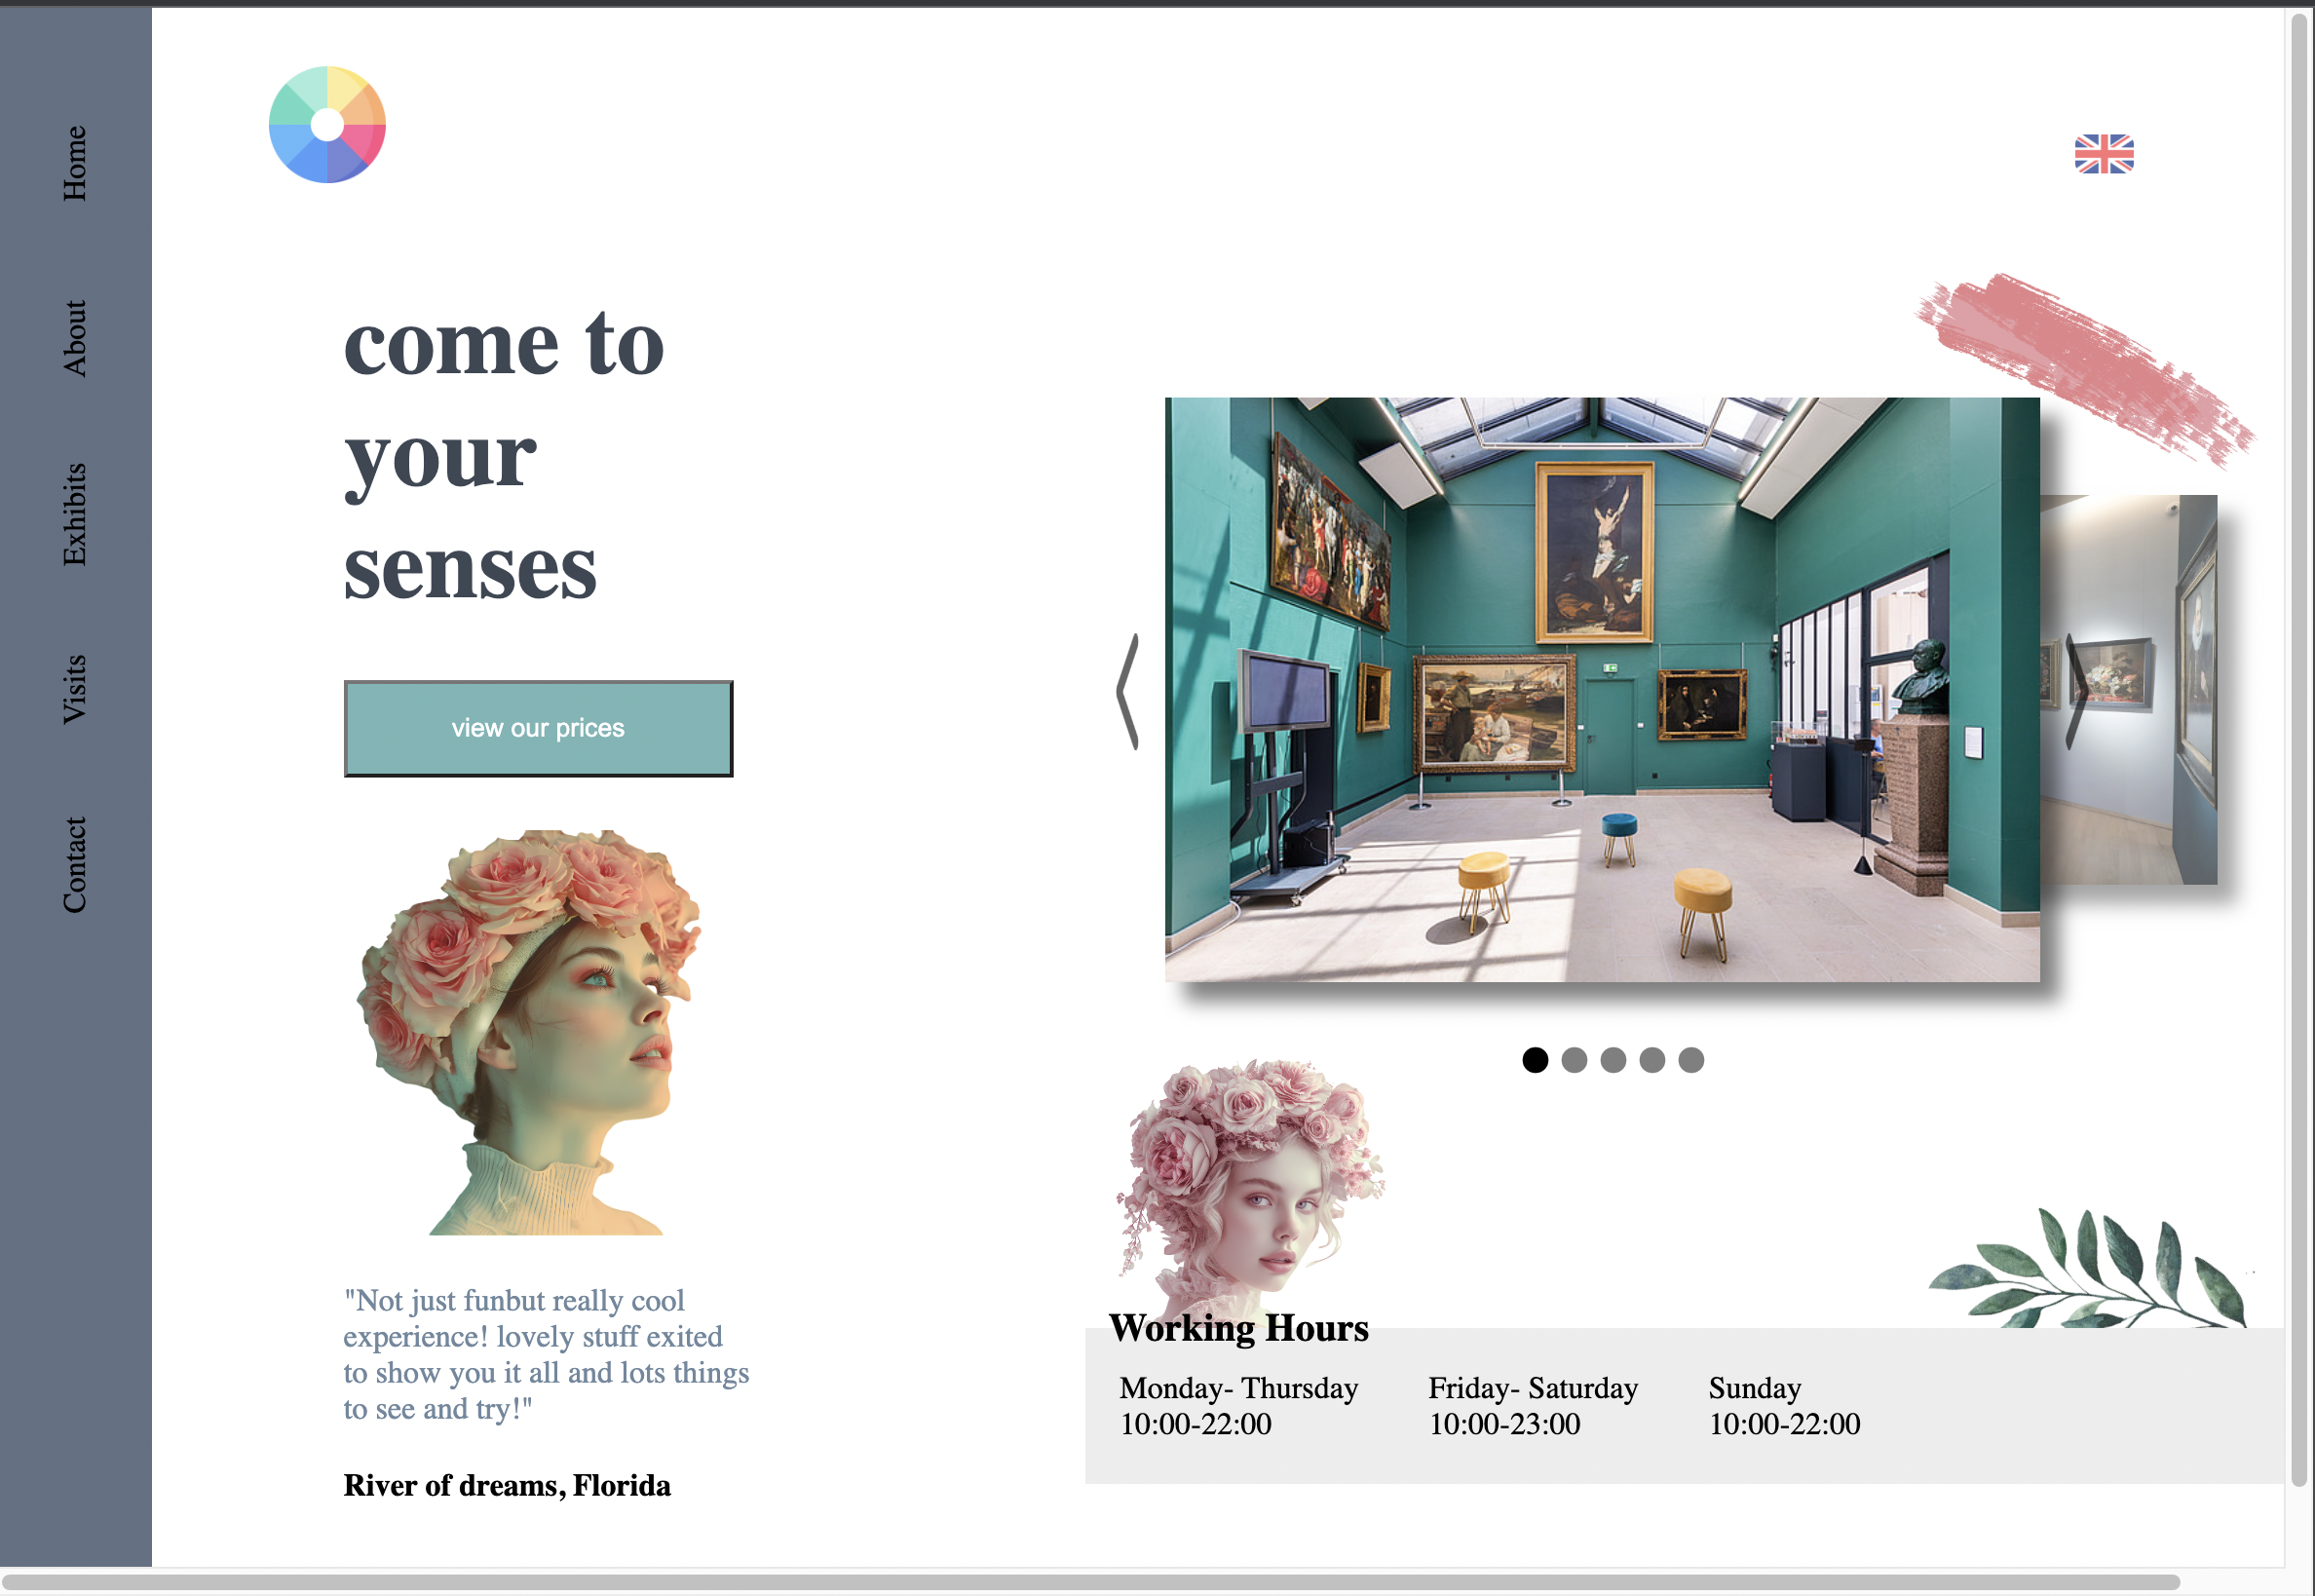 Home
About
Exhibits
Visits
Contact
come to
your
senses
view our prices
"Not just funbut really cool
experience! lovely stuff exited
to show you it all and lots things
to see and try!"
River of dreams, Florida
Working Hours
Monday- Thursday
10:00-22:00
Friday- Saturday
10:00-23:00
Sunday
10:00-22:00